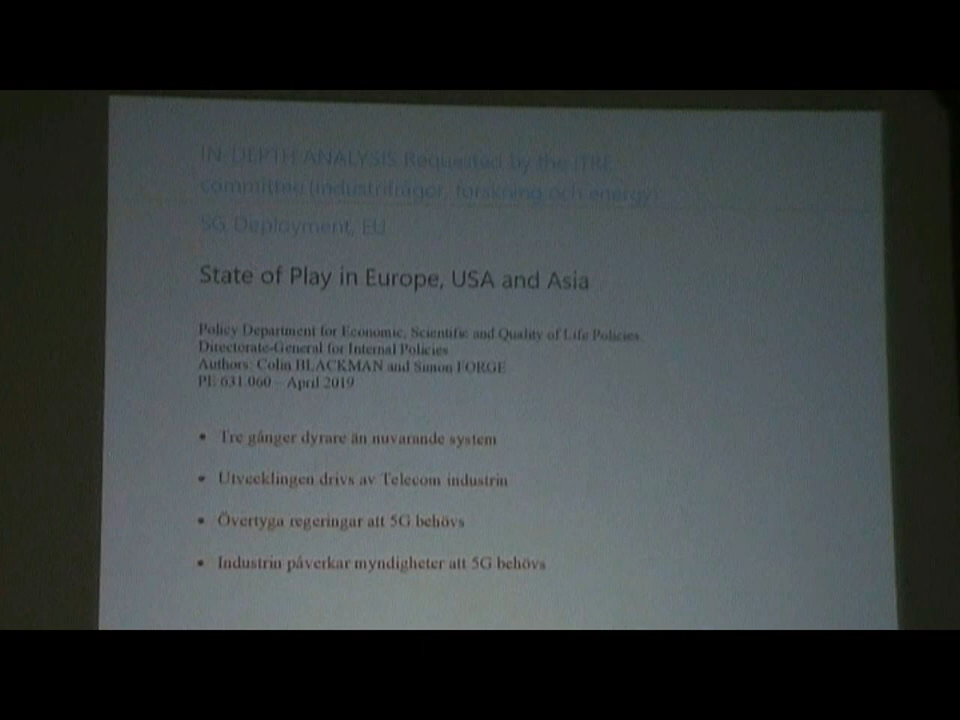 IN-DEPTH ANALYSIS Requested by the ITRE
committee (industrifrågor, forskning och energy)
5G Deployment, EU
State of Play in Europe, USA and Asia
Policy Department for Economic, Scientific and Quality of Life Policies
Directorate-General for Internal Policies
Authors: Colin BLACKMAN and Simon FORGE
PE 631.060 – April 2019
• Tre gånger dyrare än nuvarande system
• Utvecklingen drivs av Telecom industrin
• Övertyga regeringar att 5G behövs
• Industrin påverkar myndigheter att 5G behövs